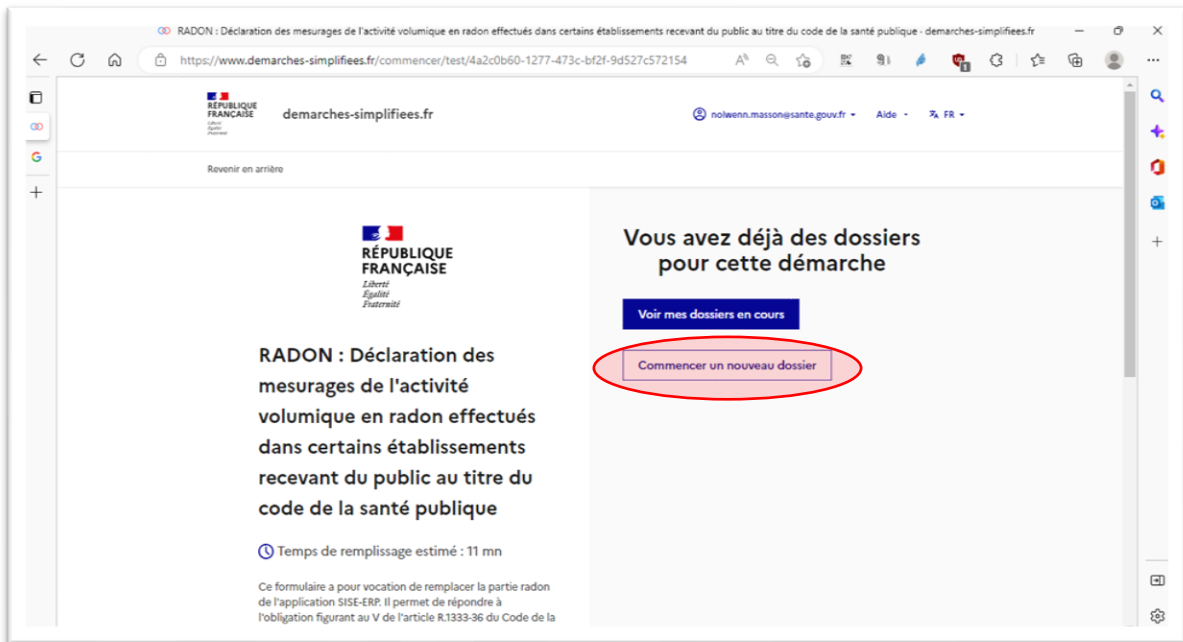 RADON : Déclaration des mesurages de l'activité volumique en radon effectués dans certains établissements recevant du public au titre du code de la santé publique - demarches-simplifiees.fr
https://www.demarches-simplifiees.fr/commencer/test/4a2c0b60-1277-473c-bf2f-9d527c572154
RÉPUBLIQUE
FRANÇAISE
Liberté
Égalité
Fraternité
demarches-simplifiees.fr
nolwenn.masson@sante.gouv.fr
Aide
FR
Revenir en arrière
RÉPUBLIQUE
FRANÇAISE
Liberté
Égalité
Fraternité
RADON : Déclaration des
mesurages de l'activité
volumique en radon effectués
dans certains établissements
recevant du public au titre du
code de la santé publique
Temps de remplissage estimé : 11 mn
Ce formulaire a pour vocation de remplacer la partie radon
de l'application SISE-ERP. Il permet de répondre à
l'obligation figurant au V de l'article R.1333-36 du Code de la
Vous avez déjà des dossiers
pour cette démarche
Voir mes dossiers en cours
Commencer un nouveau dossier